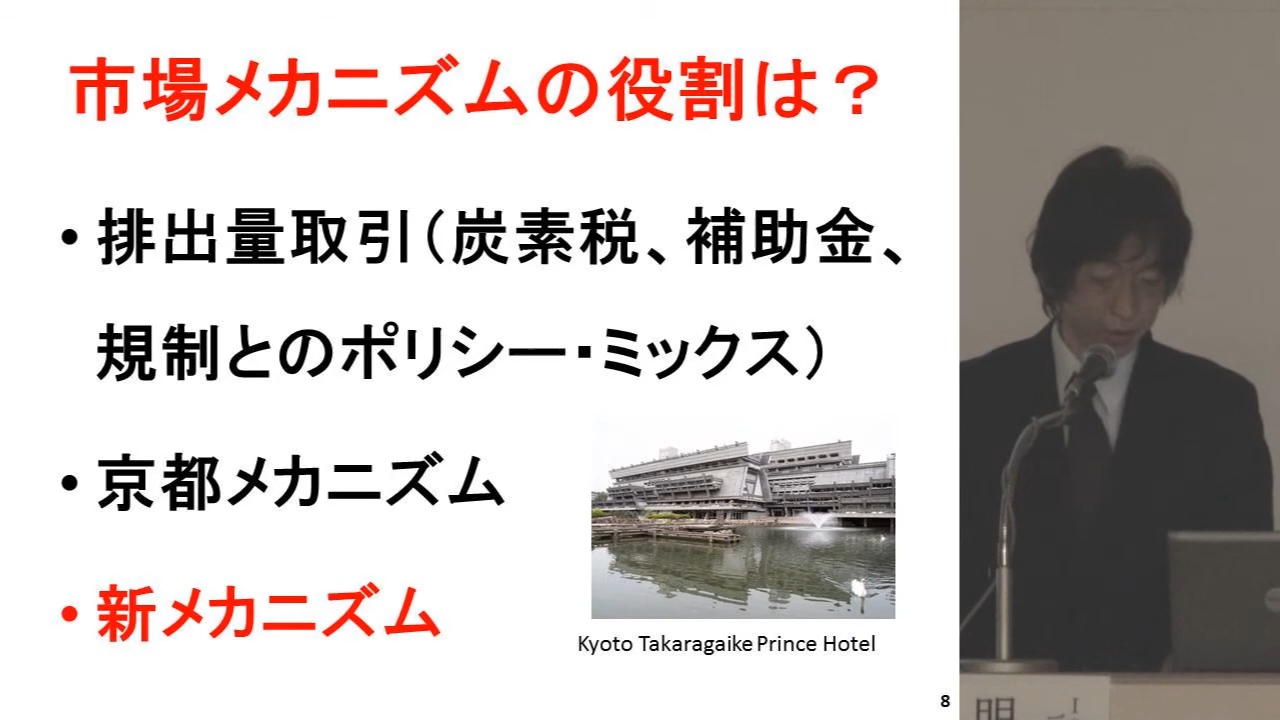 市場メカニズムの役割は？
・排出量取引（炭素税、補助金、
規制とのポリシー・ミックス）
・京都メカニズム
・新メカニズム
Kyoto Takaragaike Prince Hotel
8
明